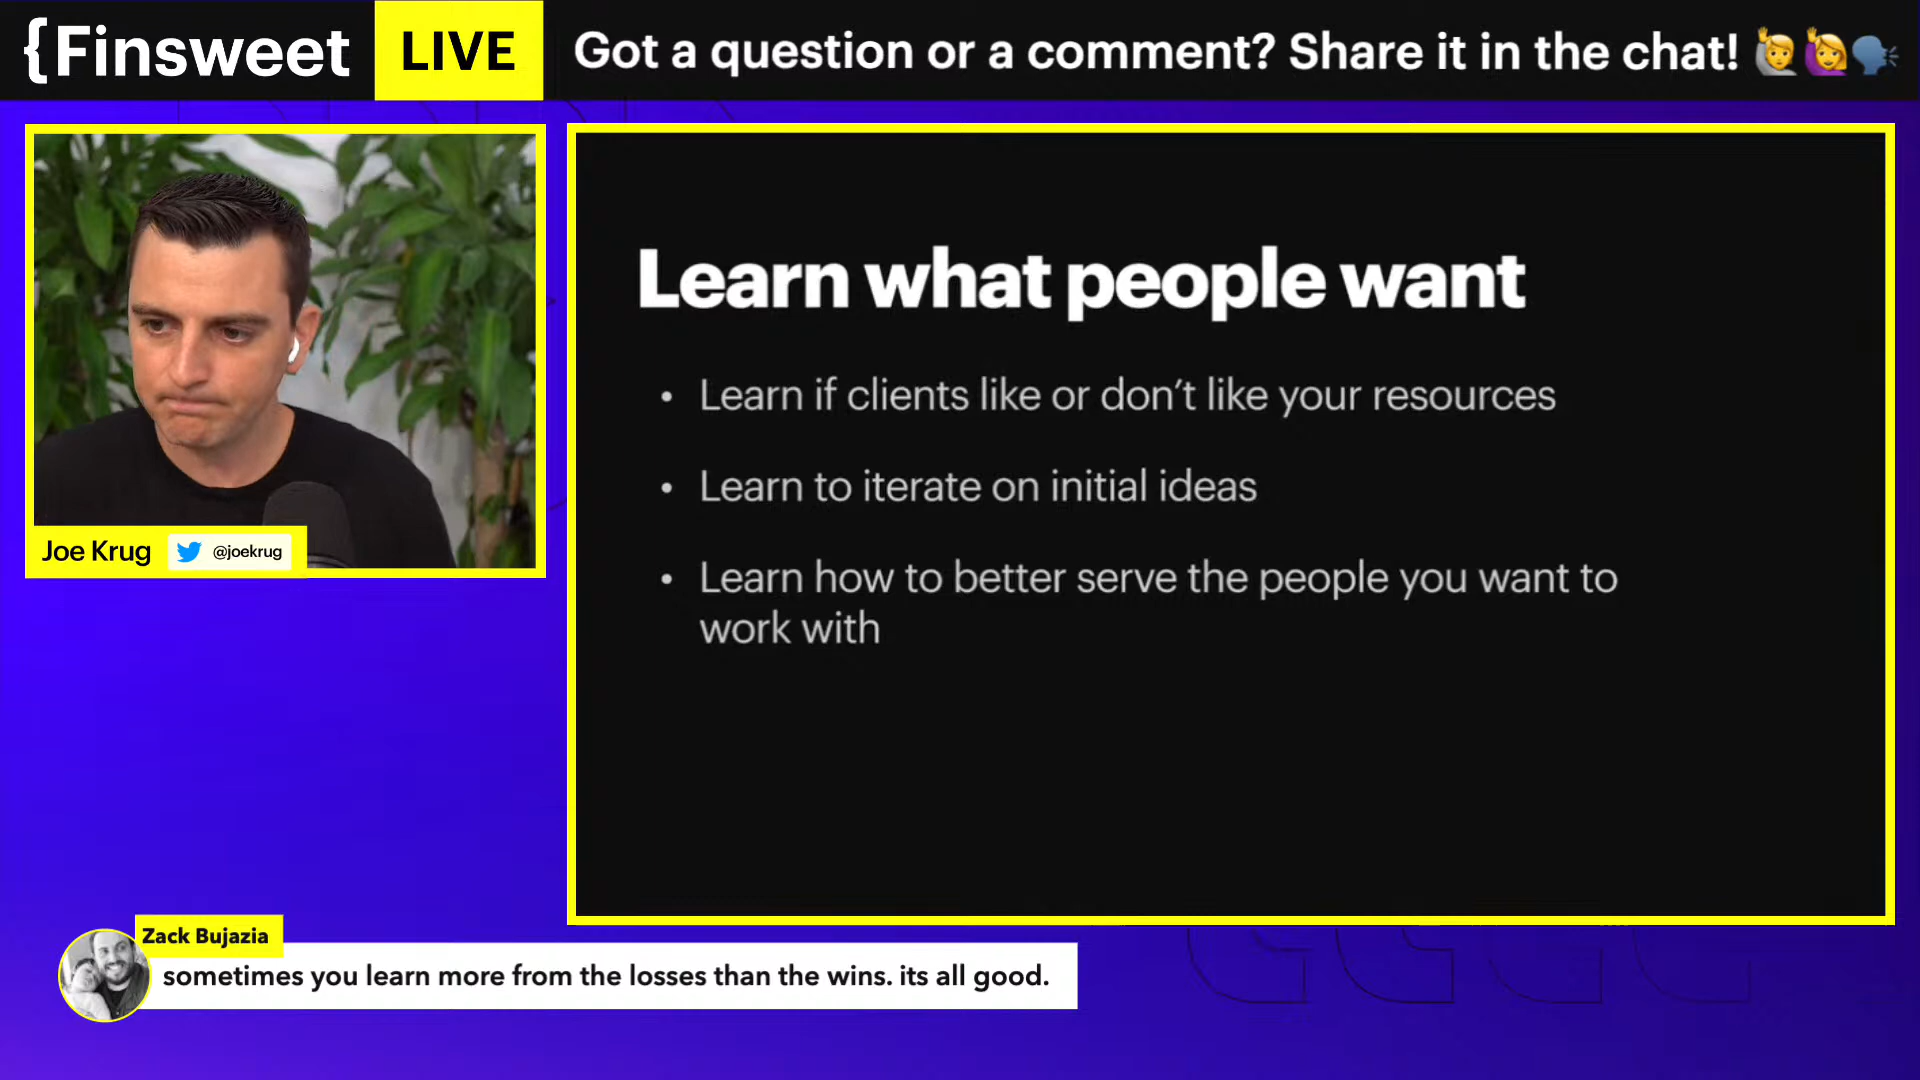 {Finsweet
LIVE
Got a question or a comment? Share it in the chat!
Joe Krug
@joekrug
Learn what people want
• Learn if clients like or don’t like your resources
• Learn to iterate on initial ideas
• Learn how to better serve the people you want to
work with
Zack Bujazia
sometimes you learn more from the losses than the wins. its all good.